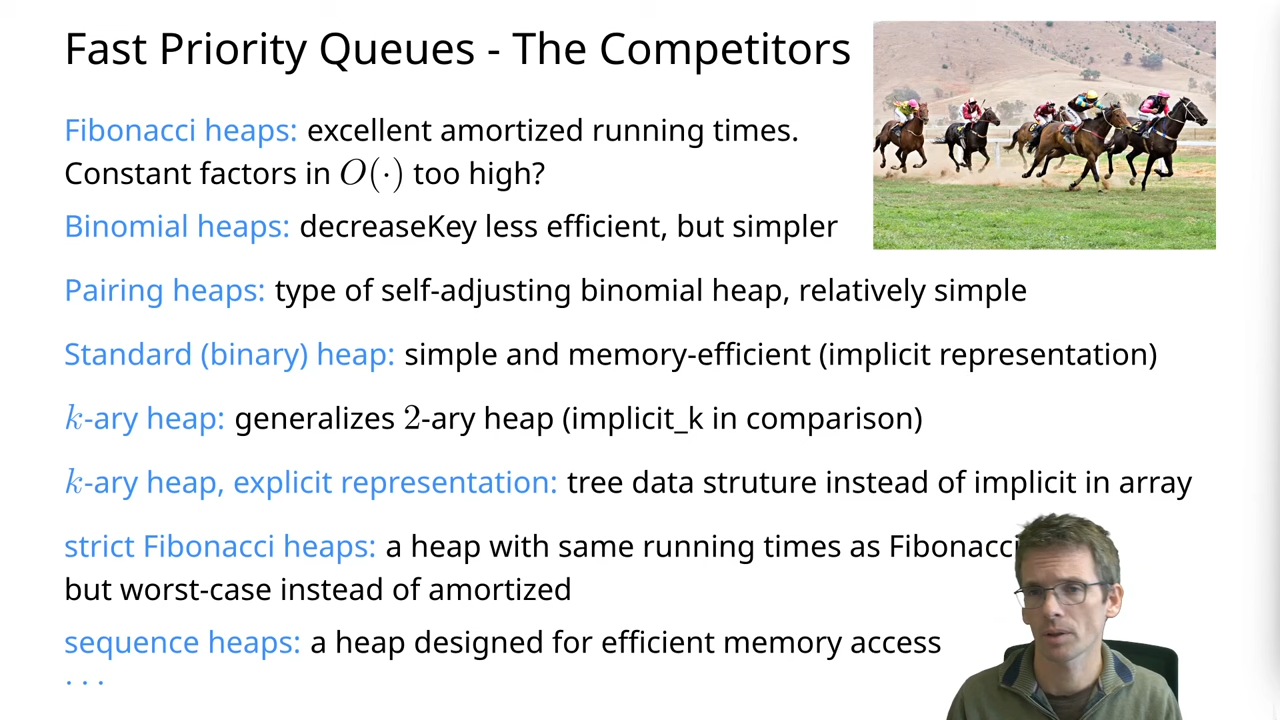 Fast Priority Queues - The Competitors
Fibonacci heaps: excellent amortized running times.
Constant factors in O(·) too high?
Binomial heaps: decreaseKey less efficient, but simpler
Pairing heaps: type of self-adjusting binomial heap, relatively simple
Standard (binary) heap: simple and memory-efficient (implicit representation)
k-ary heap: generalizes 2-ary heap (implicit_k in comparison)
k-ary heap, explicit representation: tree data struture instead of implicit in array
strict Fibonacci heaps: a heap with same running times as Fibonacci
but worst-case instead of amortized
sequence heaps: a heap designed for efficient memory access
...